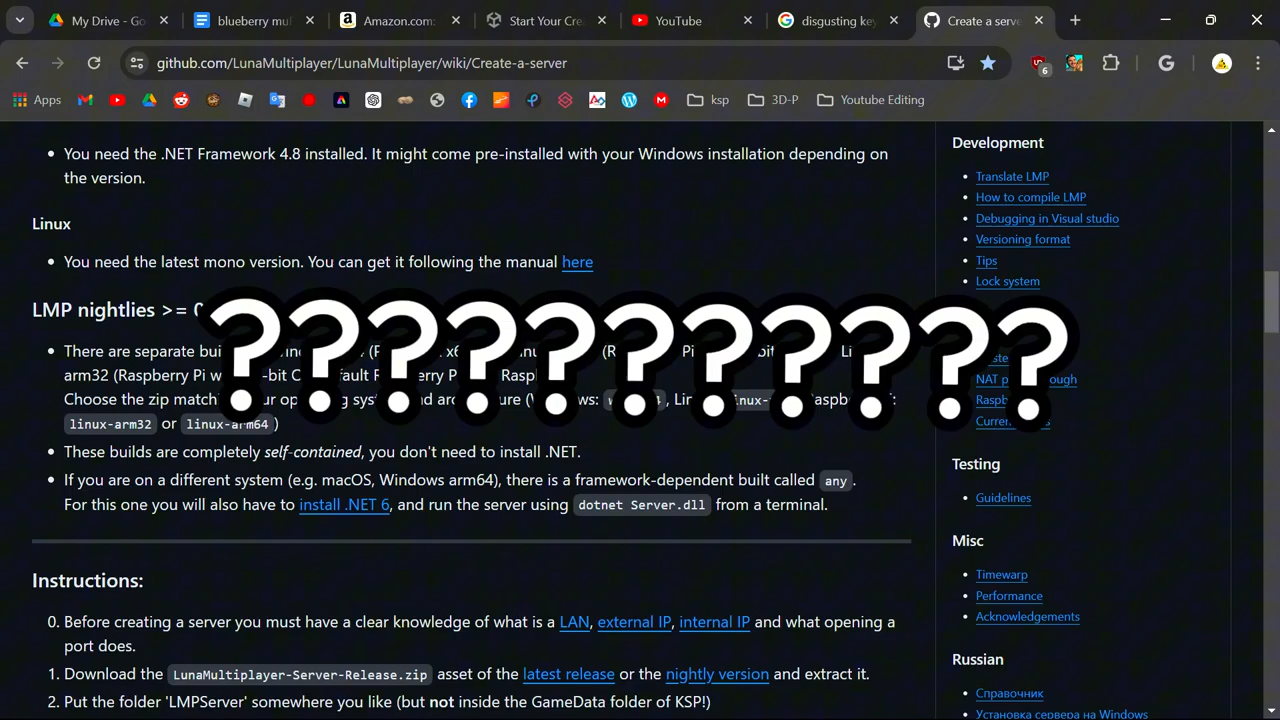 My Drive - Go
blueberry mu
Amazon.com:
Start Your Cre
YouTube
disgusting key
Create a serve
github.com/LunaMultiplayer/LunaMultiplayer/wiki/Create-a-server
6
Apps
ksp
3-D-P
Youtube Editing
You need the .NET Framework 4.8 installed. It might come pre-installed with your Windows installation depending on
the version.
Linux
You need the latest mono version. You can get it following the manual here
LMP nightlies >= 0
???????????
There are separate
arm32 (Raspberry Pi
Choose the zip
linux-arm32 or linux-arm64)
These builds are completely self-contained, you don't need to install .NET.
If you are on a different system (e.g. macOS, Windows arm64), there is a framework-dependent built called any.
For this one you will also have to install .NET 6, and run the server using dotnet Server.dll from a terminal.
Instructions:
0. Before creating a server you must have a clear knowledge of what is a LAN, external IP, internal IP and what opening a
port does.
1. Download the LunaMultiplayer-Server-Release.zip asset of the latest release or the nightly version and extract it.
2. Put the folder 'LMPServer' somewhere you like (but not inside the GameData folder of KSP!)
Development
Translate LMP
How to compile LMP
Debugging in Visual studio
Versioning format
Tips
Lock system
NAT
Testing
Guidelines
Misc
Timewarp
Performance
Acknowledgements
Russian
Справочник
Установка сервера на Windows